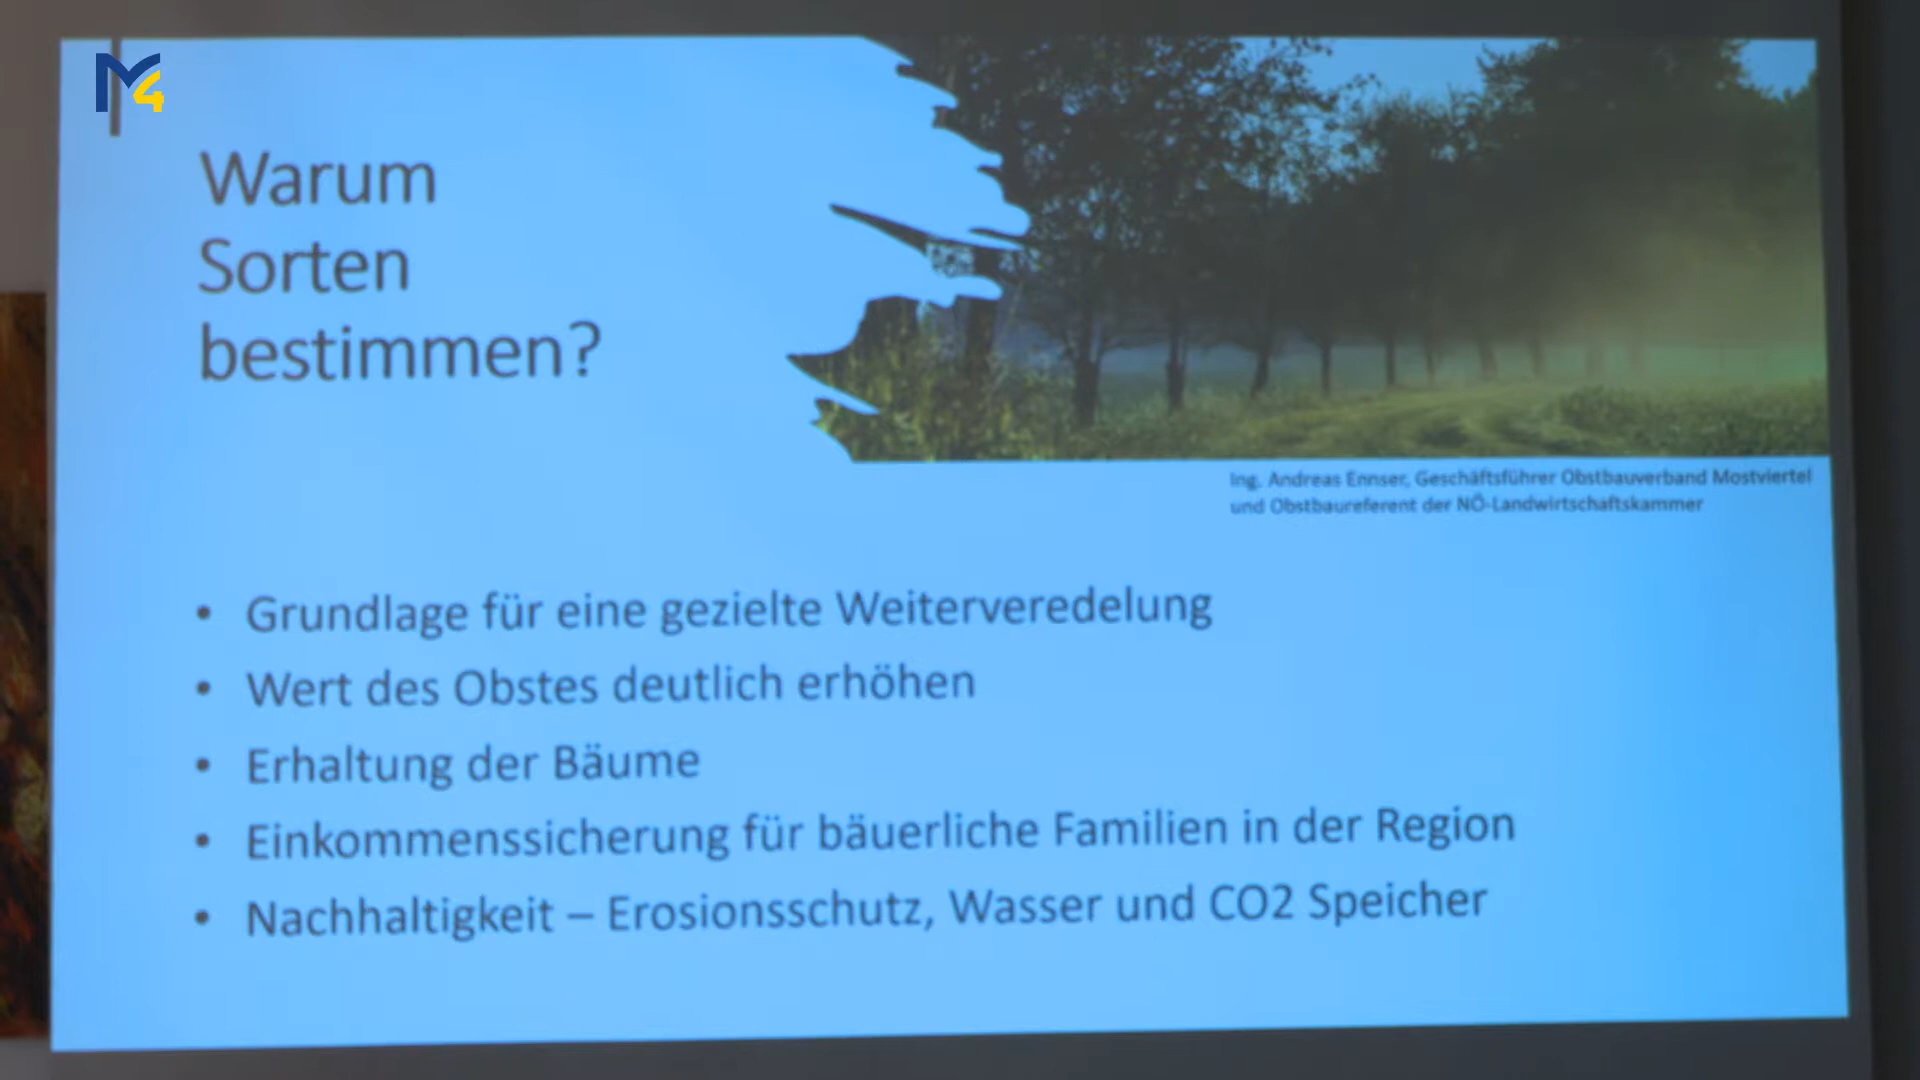 M4
Warum
Sorten
bestimmen?
Ing. Andreas Ennser, Geschäftsführer Obstbauverband Mostviertel
und Obstbaureferent der NÖ-Landwirtschaftskammer
• Grundlage für eine gezielte Weiterveredelung
• Wert des Obstes deutlich erhöhen
• Erhaltung der Bäume
• Einkommenssicherung für bäuerliche Familien in der Region
• Nachhaltigkeit – Erosionsschutz, Wasser und CO2 Speicher